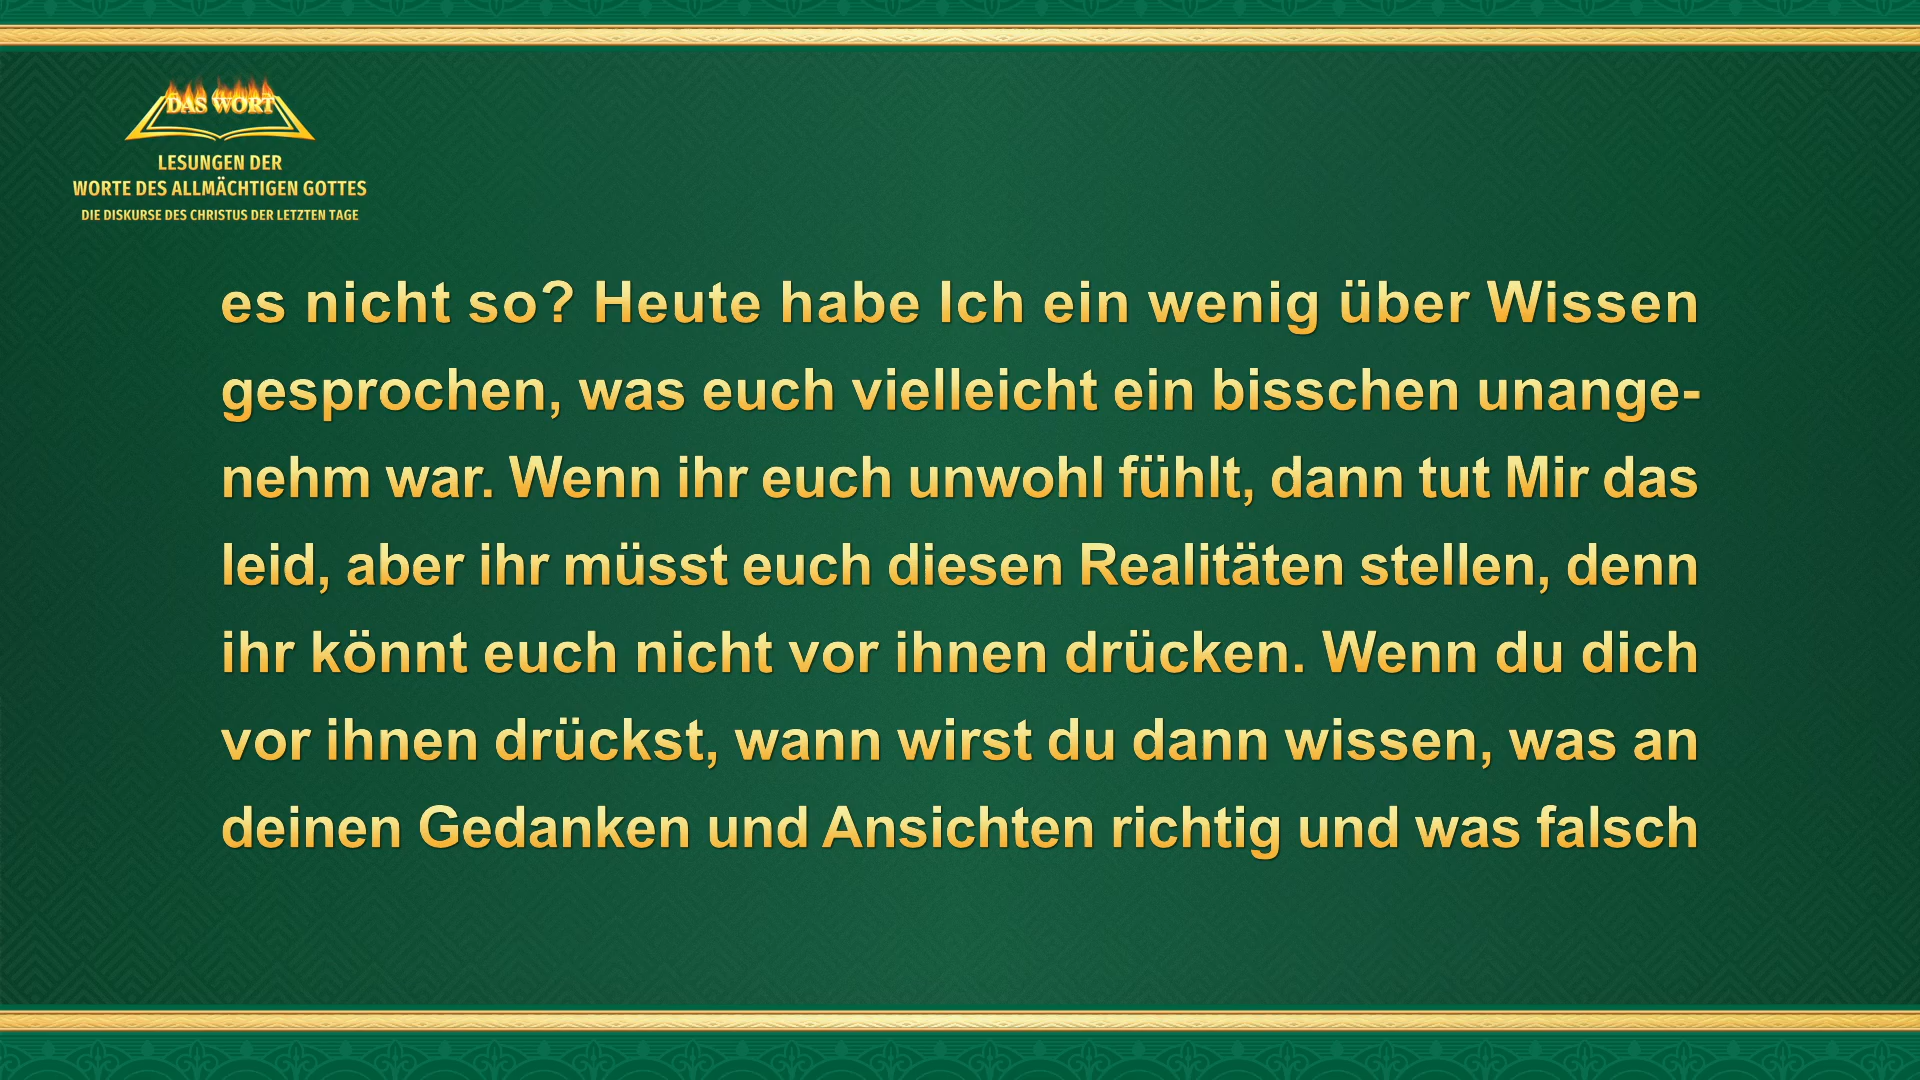 DAS WORT
LESUNGEN DER
WORTE DES ALLMÄCHTIGEN GOTTES
DIE DISKURSE DES CHRISTUS DER LETZTEN TAGE
es nicht so? Heute habe Ich ein wenig über Wissen
gesprochen, was euch vielleicht ein bisschen unange-
nehm war. Wenn ihr euch unwohl fühlt, dann tut Mir das
leid, aber ihr müsst euch diesen Realitäten stellen, denn
ihr könnt euch nicht vor ihnen drücken. Wenn du dich
vor ihnen drückst, wann wirst du dann wissen, was an
deinen Gedanken und Ansichten richtig und was falsch